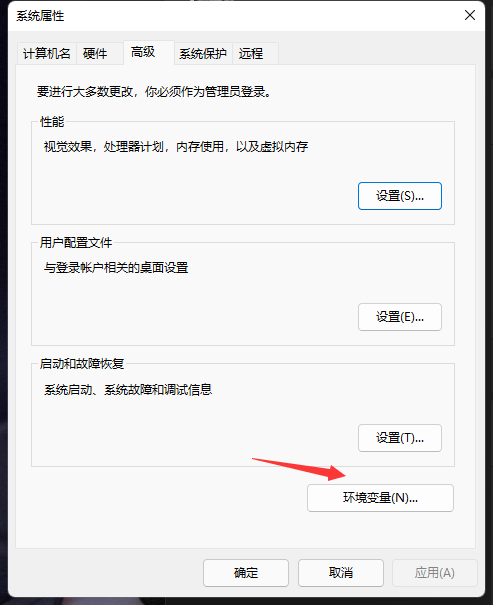 系统属性
计算机名 硬件 高级 系统保护 远程
要进行大多数更改，你必须作为管理员登录。
性能
视觉效果，处理器计划，内存使用，以及虚拟内存
设置(S)...
用户配置文件
与登录帐户相关的桌面设置
设置(E)...
启动和故障恢复
系统启动、系统故障和调试信息
设置(T)...
环境变量(N)...
确定 取消 应用(A)